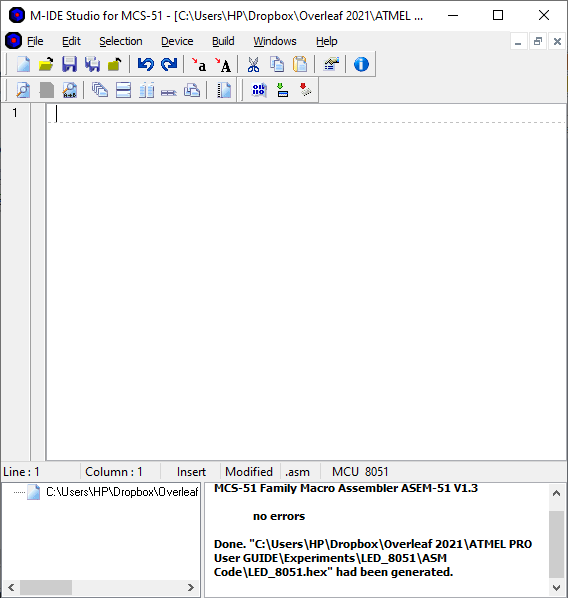 M-IDE Studio for MCS-51 - [C:\Users\HP\Dropbox\Overleaf 2021\ATMEL ...
File Edit Selection Device Build Windows Help
a A
1
Line : 1 Column : 1 Insert Modified .asm MCU 8051
C:\Users\HP\Dropbox\Overleaf
MCS-51 Family Macro Assembler ASEM-51 V1.3
no errors
Done. "C:\Users\HP\Dropbox\Overleaf 2021\ATMEL PRO
User GUIDE\Experiments\LED_8051\ASM
Code\LED_8051.hex" had been generated.